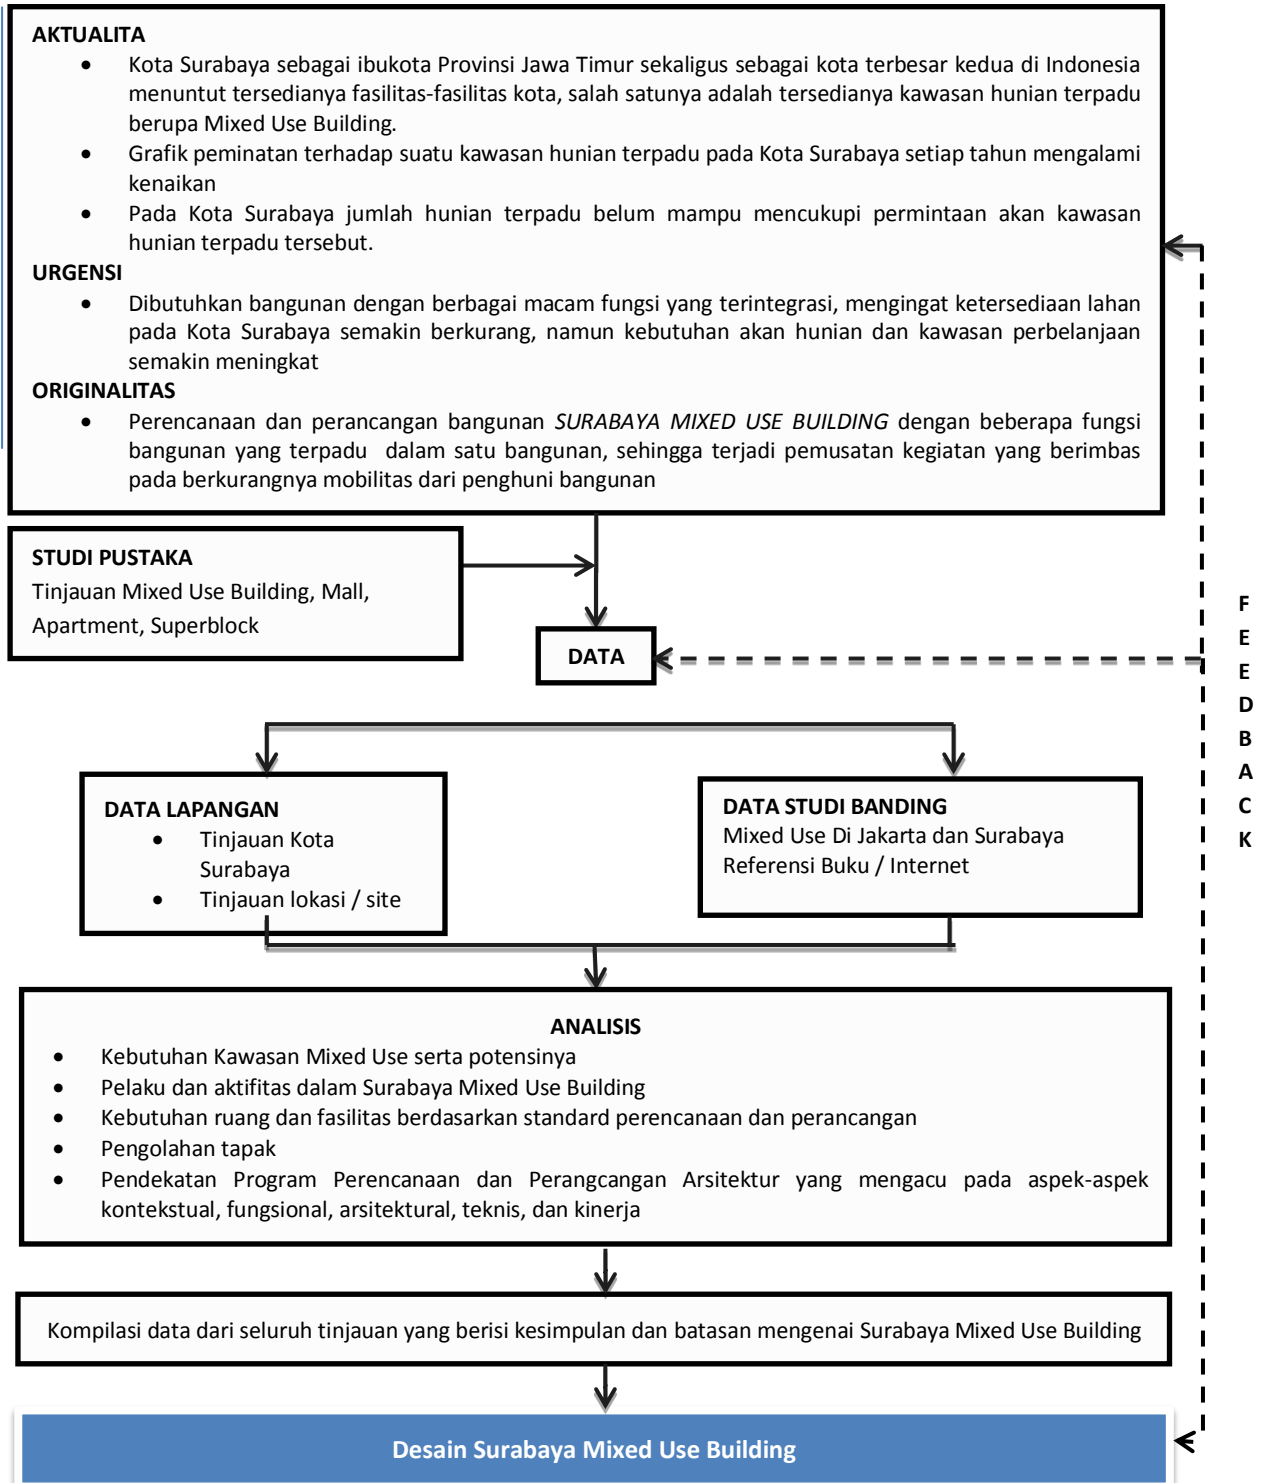 AKTUALITA
• Kota Surabaya sebagai ibukota Provinsi Jawa Timur sekaligus sebagai kota terbesar kedua di Indonesia
menuntut tersedianya fasilitas-fasilitas kota, salah satunya adalah tersedianya kawasan hunian terpadu
berupa Mixed Use Building.
• Grafik peminatan terhadap suatu kawasan hunian terpadu pada Kota Surabaya setiap tahun mengalami
kenaikan
• Pada Kota Surabaya jumlah hunian terpadu belum mampu mencukupi permintaan akan kawasan
hunian terpadu tersebut.
URGENSI
• Dibutuhkan bangunan dengan berbagai macam fungsi yang terintegrasi, mengingat ketersediaan lahan
pada Kota Surabaya semakin berkurang, namun kebutuhan akan hunian dan kawasan perbelanjaan
semakin meningkat
ORIGINALITAS
• Perencanaan dan perancangan bangunan SURABAYA MIXED USE BUILDING dengan beberapa fungsi
bangunan yang terpadu dalam satu bangunan, sehingga terjadi pemusatan kegiatan yang berimbas
pada berkurangnya mobilitas dari penghuni bangunan
STUDI PUSTAKA
Tinjauan Mixed Use Building, Mall,
Apartment, Superblock
DATA
F
E
E
D
B
A
C
K
DATA LAPANGAN
• Tinjauan Kota
Surabaya
• Tinjauan lokasi / site
DATA STUDI BANDING
Mixed Use Di Jakarta dan Surabaya
Referensi Buku / Internet
ANALISIS
• Kebutuhan Kawasan Mixed Use serta potensinya
• Pelaku dan aktifitas dalam Surabaya Mixed Use Building
• Kebutuhan ruang dan fasilitas berdasarkan standard perencanaan dan perancangan
• Pengolahan tapak
• Pendekatan Program Perencanaan dan Perangcangan Arsitektur yang mengacu pada aspek-aspek
kontekstual, fungsional, arsitektural, teknis, dan kinerja
Kompilasi data dari seluruh tinjauan yang berisi kesimpulan dan batasan mengenai Surabaya Mixed Use Building
Desain Surabaya Mixed Use Building